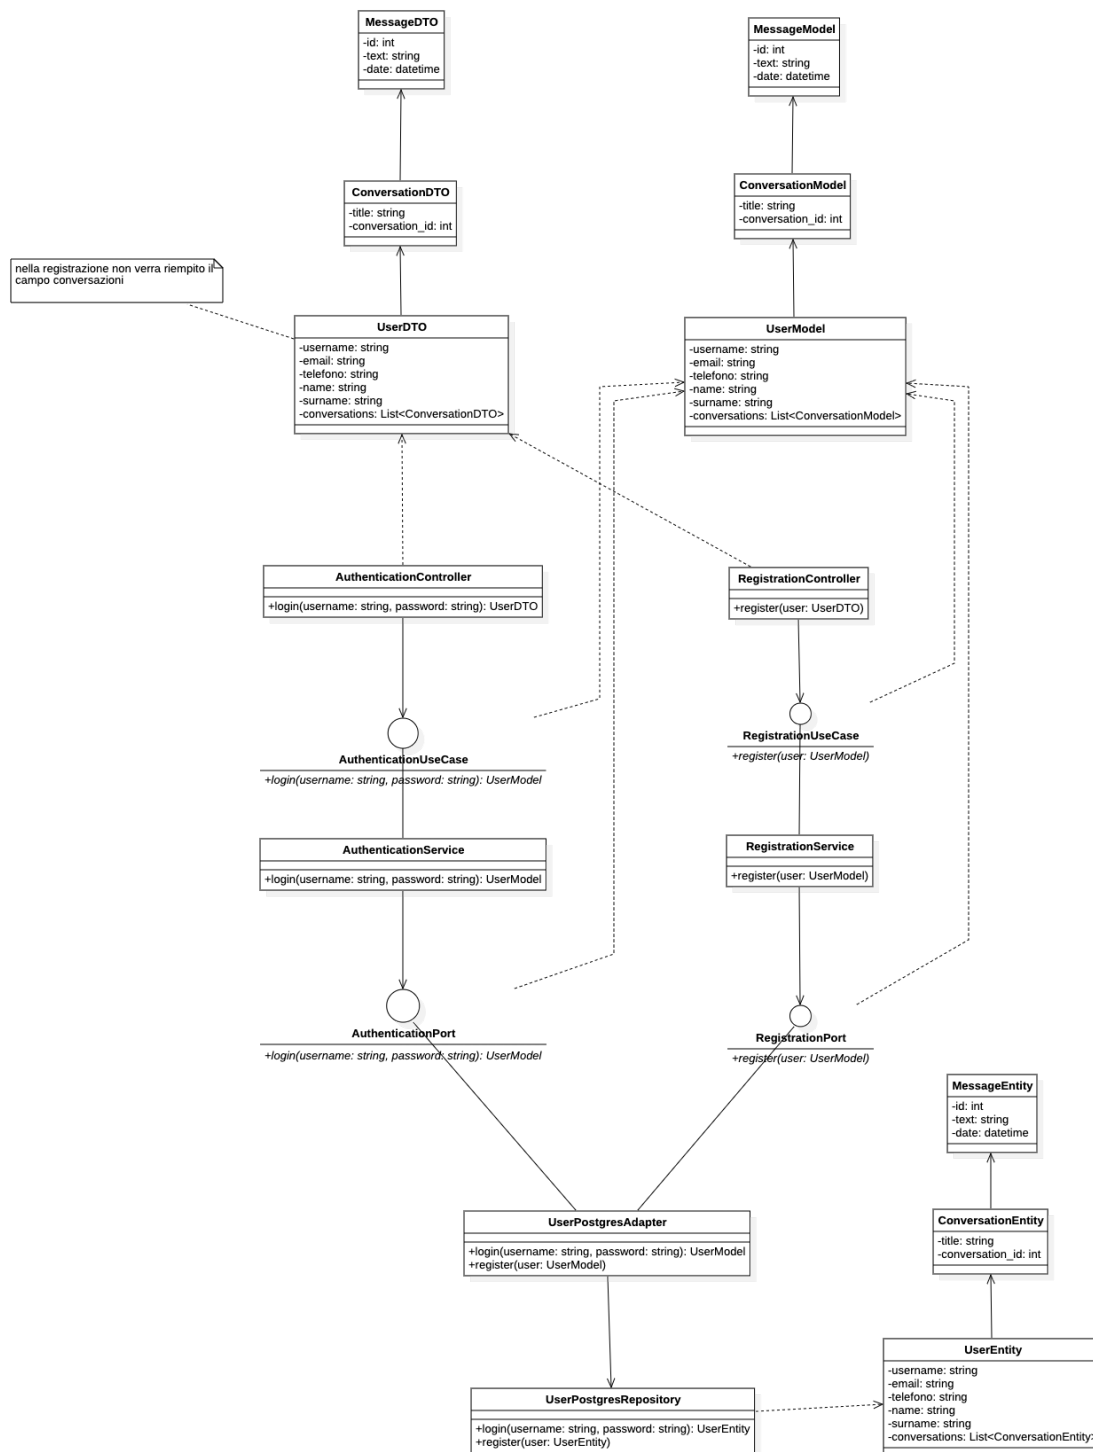 MessageDTO
-id: int
-text: string
-date: datetime
MessageModel
-id: int
-text: string
-date: datetime
ConversationDTO
-title: string
-conversation_id: int
ConversationModel
-title: string
-conversation_id: int
nella registrazione non verra riempito il
campo conversazioni
UserDTO
-username: string
-email: string
-telefono: string
-name: string
-surname: string
-conversations: List<ConversationDTO>
UserModel
-username: string
-email: string
-telefono: string
-name: string
-surname: string
-conversations: List<ConversationModel>
AuthenticationController
+login(username: string, password: string): UserDTO
RegistrationController
+register(user: UserDTO)
AuthenticationUseCase
+login(username: string, password: string): UserModel
RegistrationUseCase
+register(user: UserModel)
AuthenticationService
+login(username: string, password: string): UserModel
RegistrationService
+register(user: UserModel)
AuthenticationPort
+login(username: string, password: string): UserModel
RegistrationPort
+register(user: UserModel)
MessageEntity
-id: int
-text: string
-date: datetime
UserPostgresAdapter
+login(username: string, password: string): UserModel
+register(user: UserModel)
ConversationEntity
-title: string
-conversation_id: int
UserPostgresRepository
+login(username: string, password: string): UserEntity
+register(user: UserEntity)
UserEntity
-username: string
-email: string
-telefono: string
-name: string
-surname: string
-conversations: List<ConversationEntity>